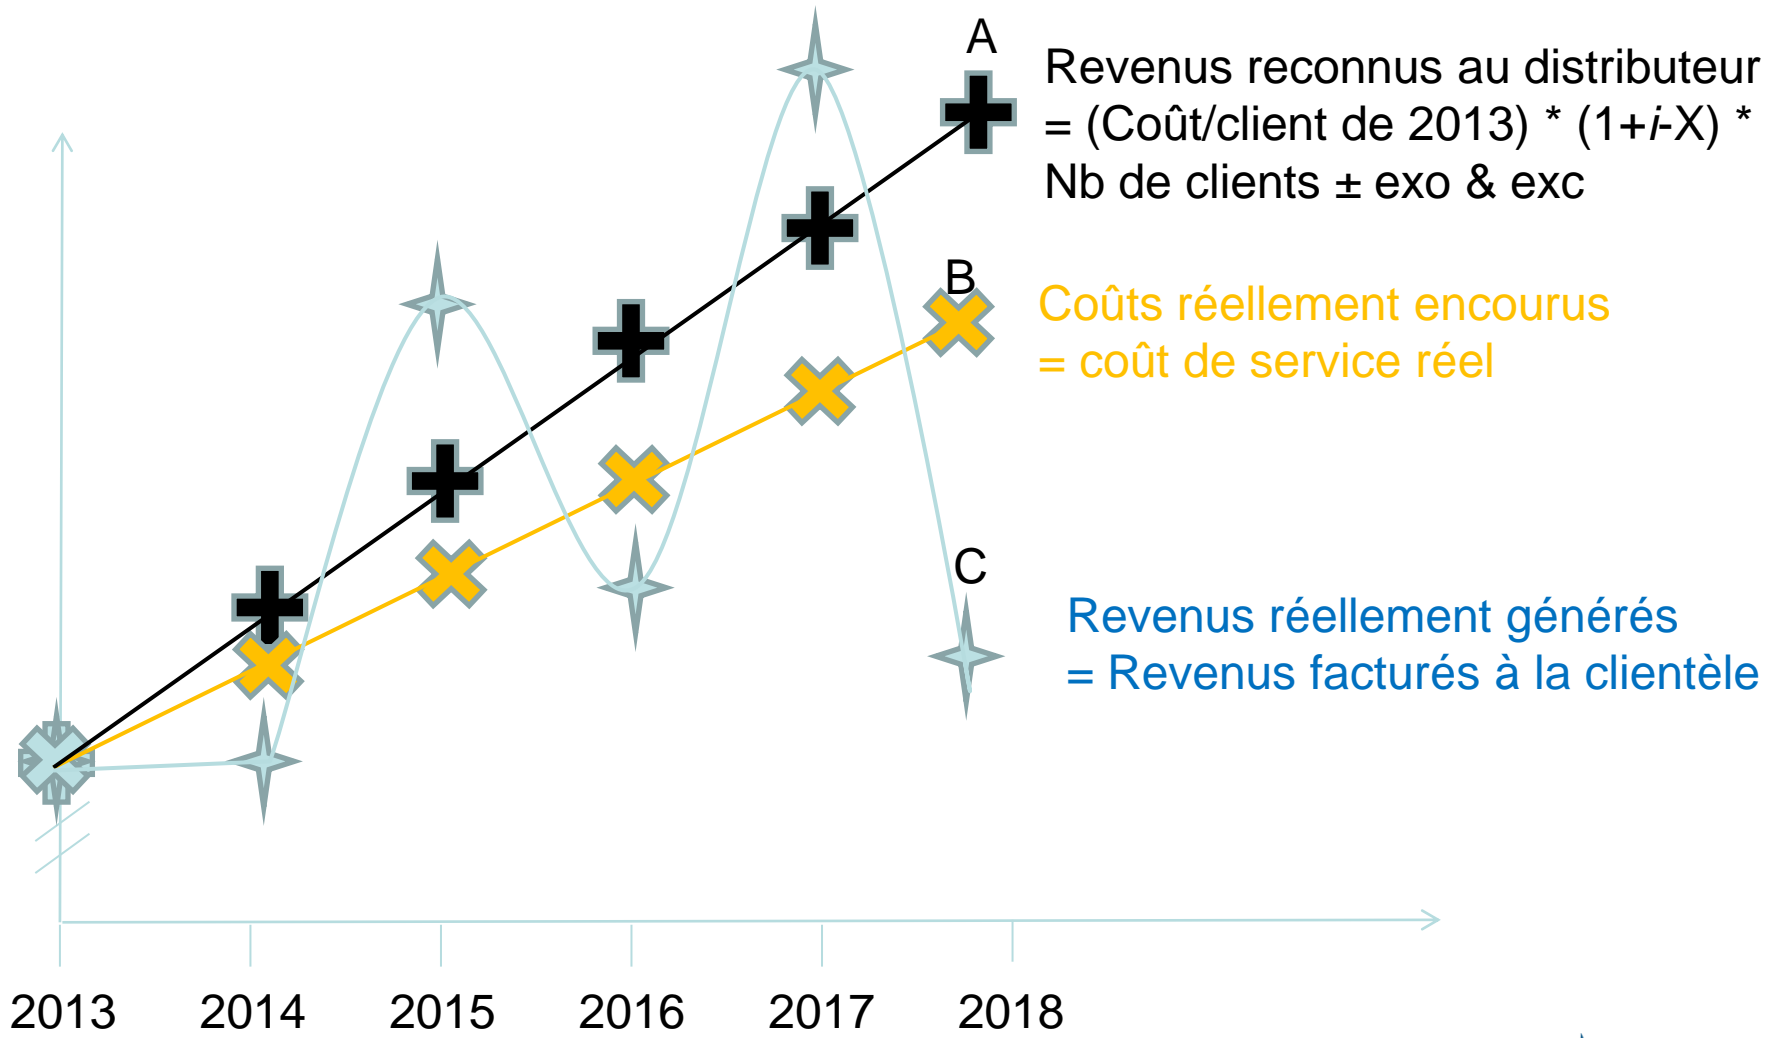 A
Revenus reconnus au distributeur
= (Coût/client de 2013) * (1+i-X) *
Nb de clients ± exo & exc
B
Coûts réellement encourus
= coût de service réel
C
Revenus réellement générés
= Revenus facturés à la clientèle
2013 2014 2015 2016 2017 2018